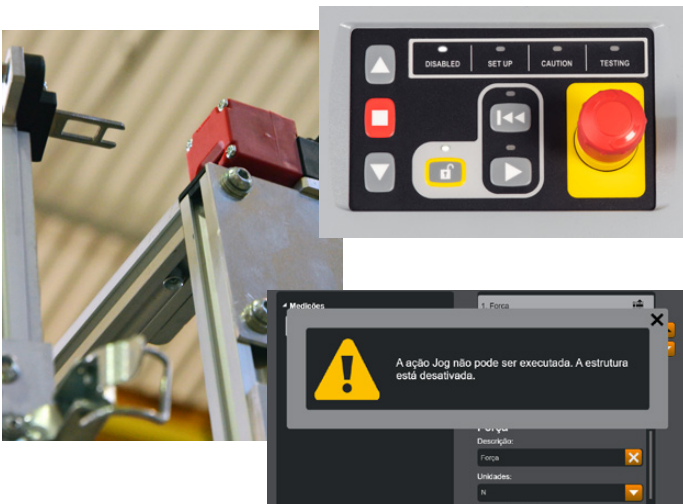 DISABLED
SET UP
CAUTION
TESTING
Medições
1. Força
A ação Jog não pode ser executada. A estrutura
está desativada.
Força
Descrição:
Força
Unidades:
N